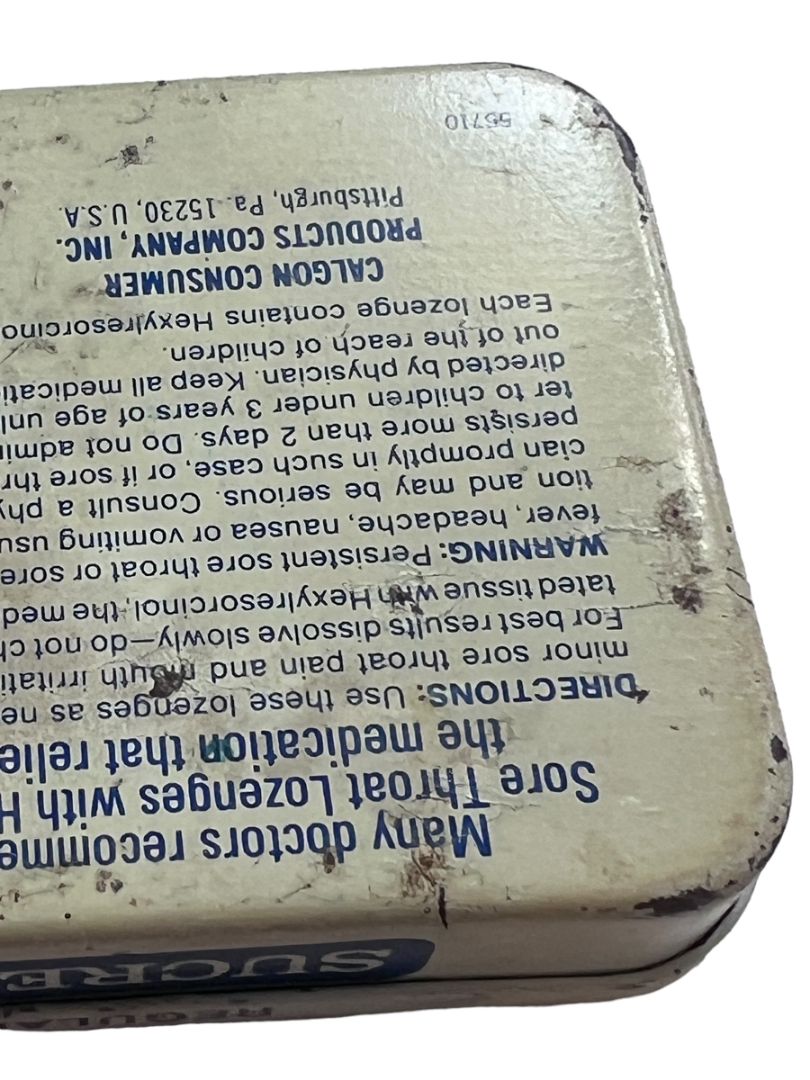 REGULA
SUCRE
Many doctors recomme
Sore Throat Lozenges with H
the medication that relie
DIRECTIONS: Use these lozenges as ne
minor sore throat pain and mouth irritati
For best results dissolve slowly—do not ch
tated tissue with Hexylresorcinol, the med
WARNING: Persistent sore throat or sore
fever, headache, nausea or vomiting usu
tion and may be serious. Consult a phy
cian promptly in such case, or if sore thr
persists more than 2 days. Do not admi
ter to children under 3 years of age unl
directed by physician. Keep all medicati
out of the reach of children.
Each lozenge contains Hexylresorcino
CALGON CONSUMER
PRODUCTS COMPANY, INC.
Pittsburgh, Pa. 15230, U.S.A.
55710